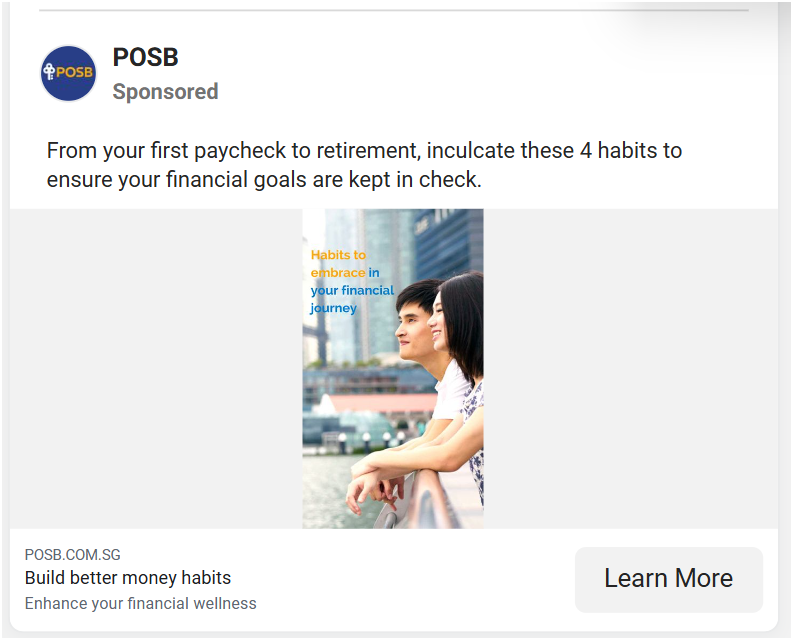 POSB
POSB
Sponsored
From your first paycheck to retirement, inculcate these 4 habits to
ensure your financial goals are kept in check.
Habits to
embrace in
your financial
journey
POSB.COM.SG
Build better money habits
Enhance your financial wellness
Learn More